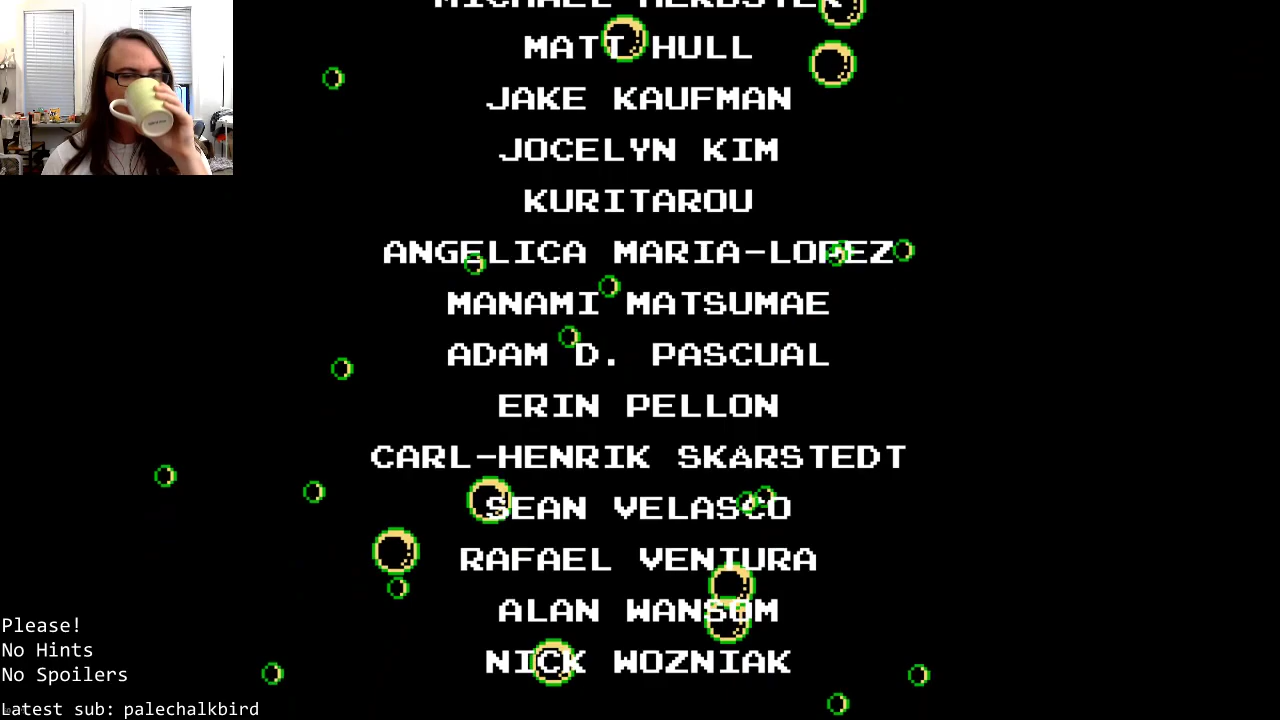 MATT HULL
JAKE KAUFMAN
JOCELYN KIM
KURITAROU
ANGELICA MARIA-LOPEZ
MANAMI MATSUMAE
ADAM D. PASCUAL
ERIN PELLON
CARL-HENRIK SKARSTEDT
SEAN VELASCO
RAFAEL VENTURA
ALAN WANSOM
NICK WOZNIAK
Please!
No Hints
No Spoilers
Latest sub: palechalkbird